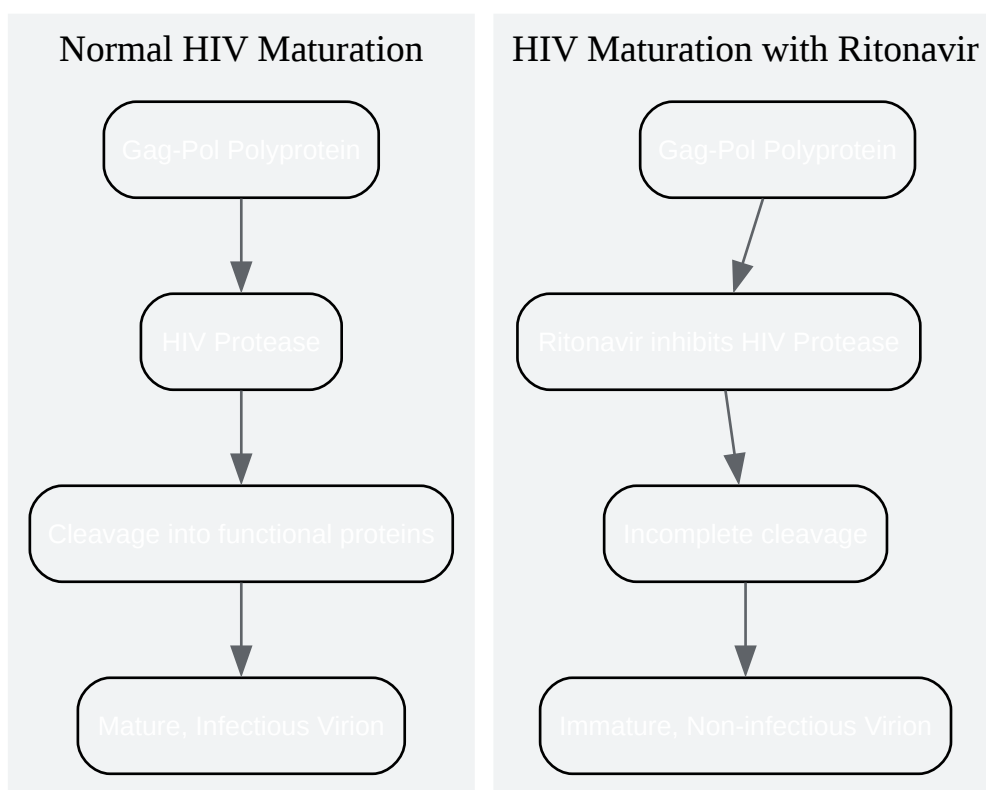 Normal HIV Maturation
Gag-Pol Polyprotein
HIV Protease
Cleavage into functional proteins
Mature, Infectious Virion
HIV Maturation with Ritonavir
Gag-Pol Polyprotein
Ritonavir inhibits HIV Protease
Incomplete cleavage
Immature, Non-infectious Virion